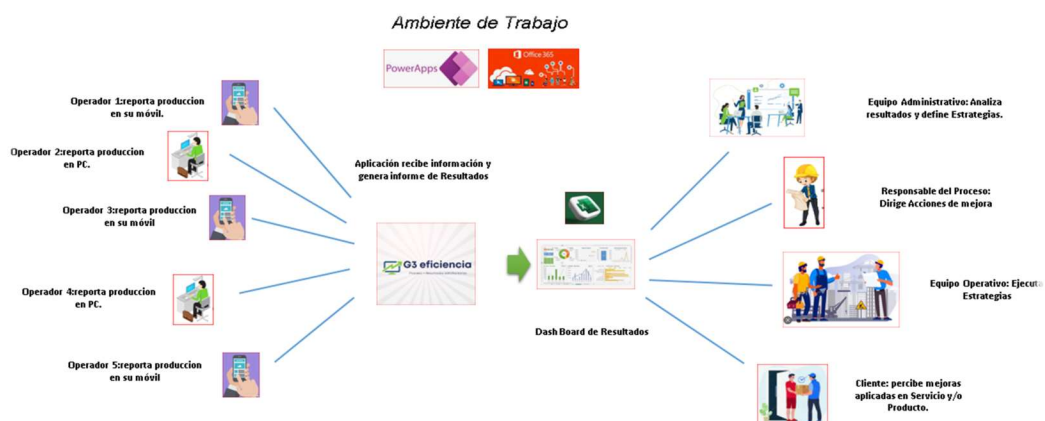 Ambiente de Trabajo
PowerApps
Office 365
Operador 1:reporta produccion
en su móvil.
Operador 2:reporta produccion
en PC.
Operador 3:reporta produccion
en su móvil
Operador 4:reporta produccion
en PC.
Operador 5:reporta produccion
en su móvil
Aplicación recibe información y
genera informe de Resultados
G3 eficiencia
Dash Board de Resultados
Equipo Administrativo: Analiza
resultados y define Estrategias.
Responsable del Proceso:
Dirige Acciones de mejora
Equipo Operativo: Ejecuta
Estrategias
Cliente: percibe mejoras
aplicadas en Servicio y/o
Producto.